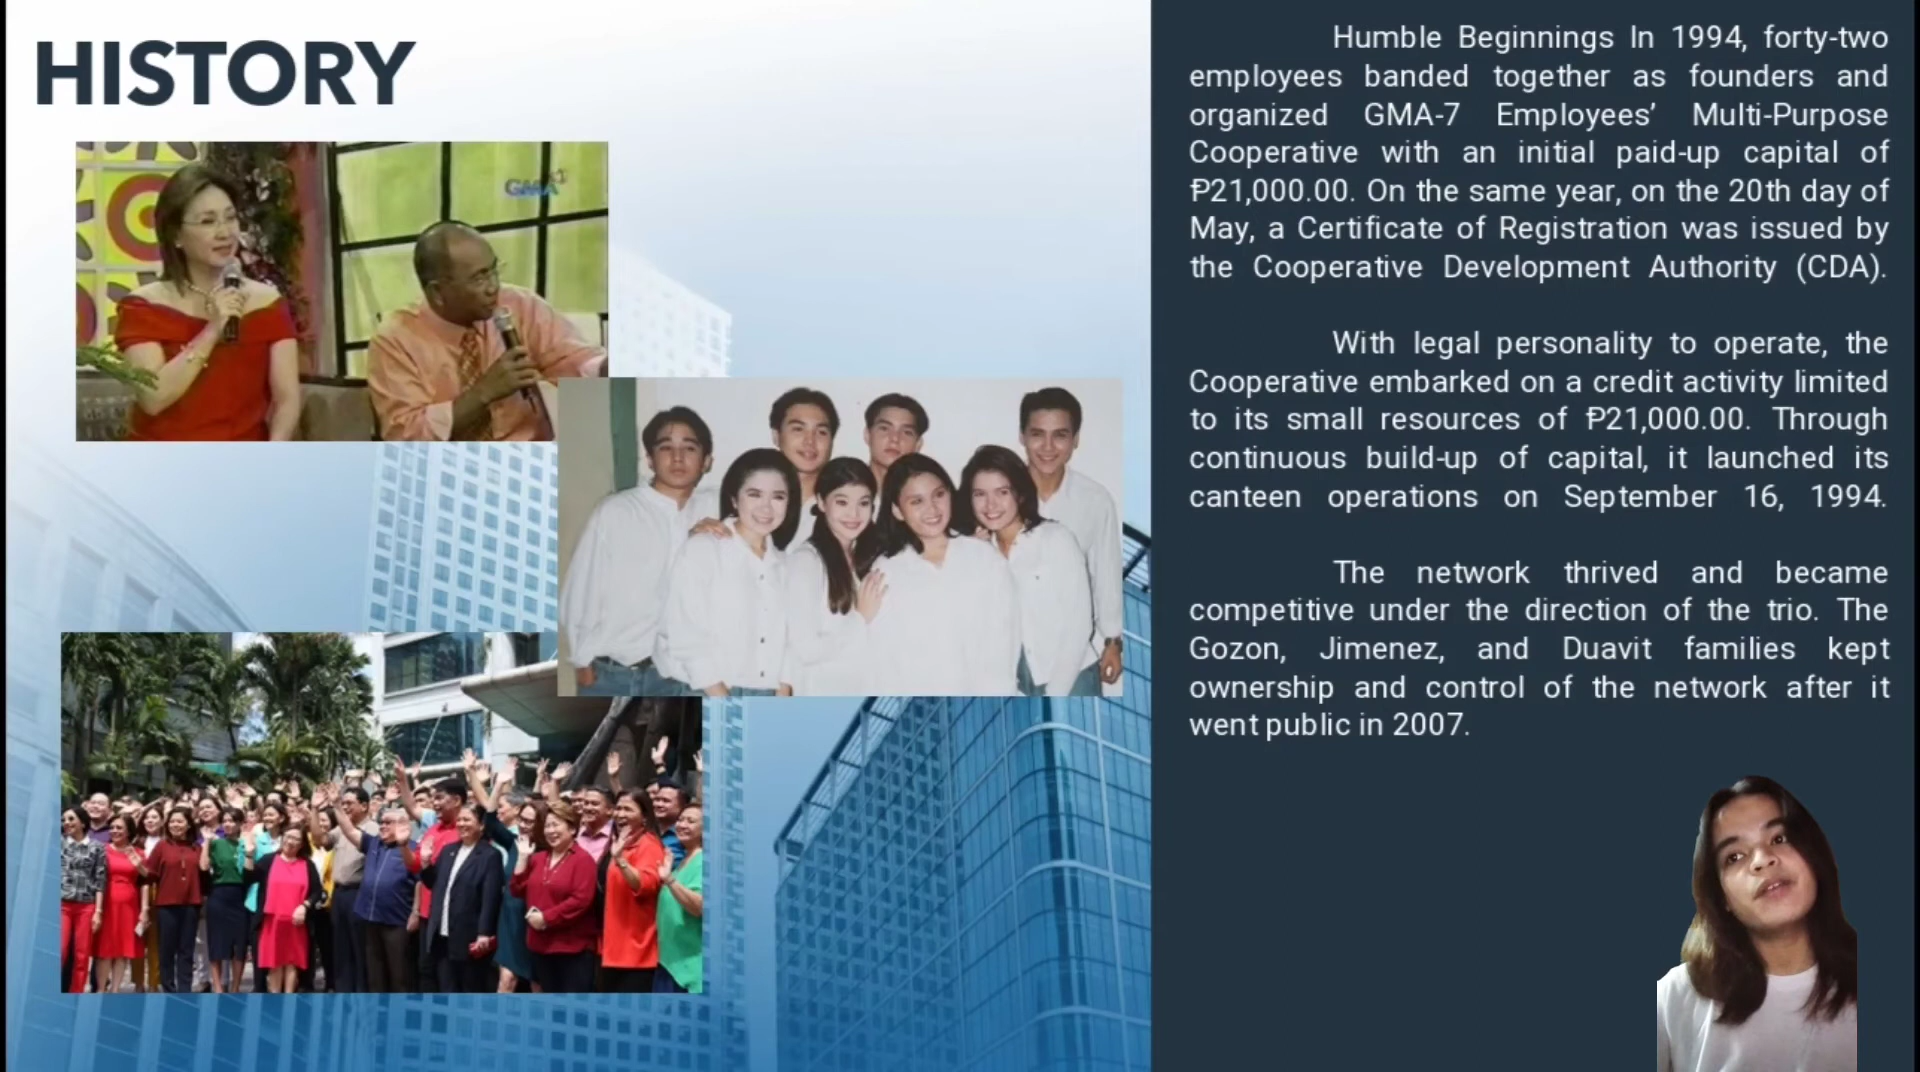 HISTORY
GMA
Humble Beginnings In 1994, forty-two
employees banded together as founders and
organized GMA-7 Employees’ Multi-Purpose
Cooperative with an initial paid-up capital of
₱21,000.00. On the same year, on the 20th day of
May, a Certificate of Registration was issued by
the Cooperative Development Authority (CDA).
With legal personality to operate, the
Cooperative embarked on a credit activity limited
to its small resources of ₱21,000.00. Through
continuous build-up of capital, it launched its
canteen operations on September 16, 1994.
The network thrived and became
competitive under the direction of the trio. The
Gozon, Jimenez, and Duavit families kept
ownership and control of the network after it
went public in 2007.